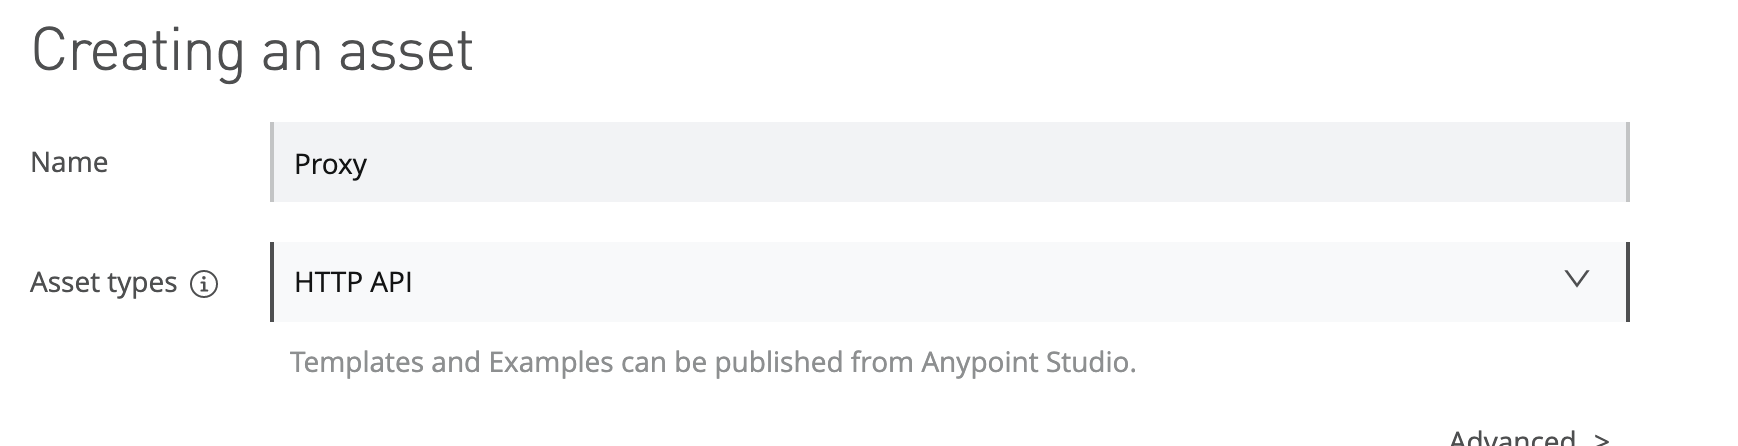 Creating an asset
Name
Proxy
Asset types
HTTP API
Templates and Examples can be published from Anypoint Studio.
Advanced >